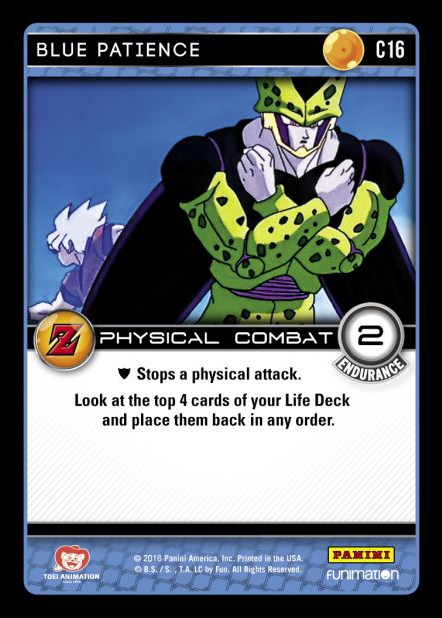 BLUE PATIENCE C16
Z PHYSICAL COMBAT 2
ENDURANCE
Stops a physical attack.
Look at the top 4 cards of your Life Deck
and place them back in any order.
© 2016 Panini America, Inc. Printed in the USA.
© B.S. / S. , T.A. LC by Fun. All Rights Reserved.
TOEI ANIMATION
PANINI
FUNIMATION